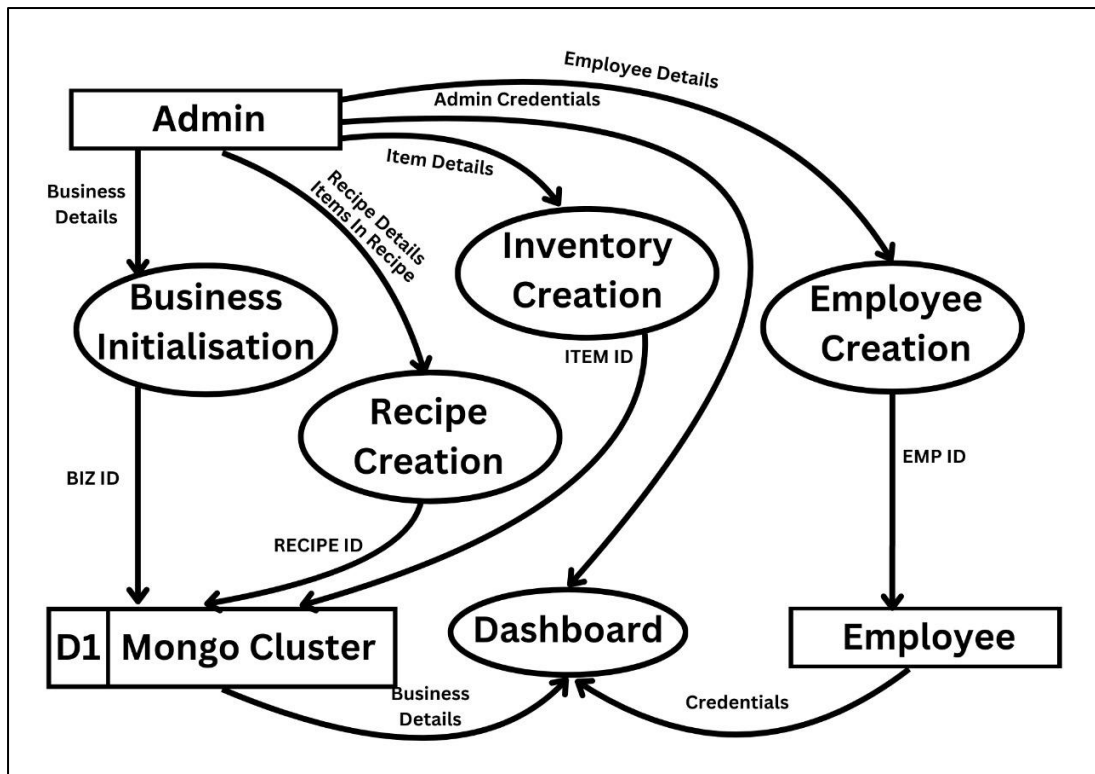 Employee Details
Admin Credentials
Admin
Item Details
Business
Details
Recipe Details
Items In Recipe
Inventory
Creation
Business
Initialisation
Employee
Creation
ITEM ID
Recipe
Creation
BIZ ID
EMP ID
RECIPE ID
D1 Mongo Cluster
Dashboard
Employee
Business
Details
Credentials